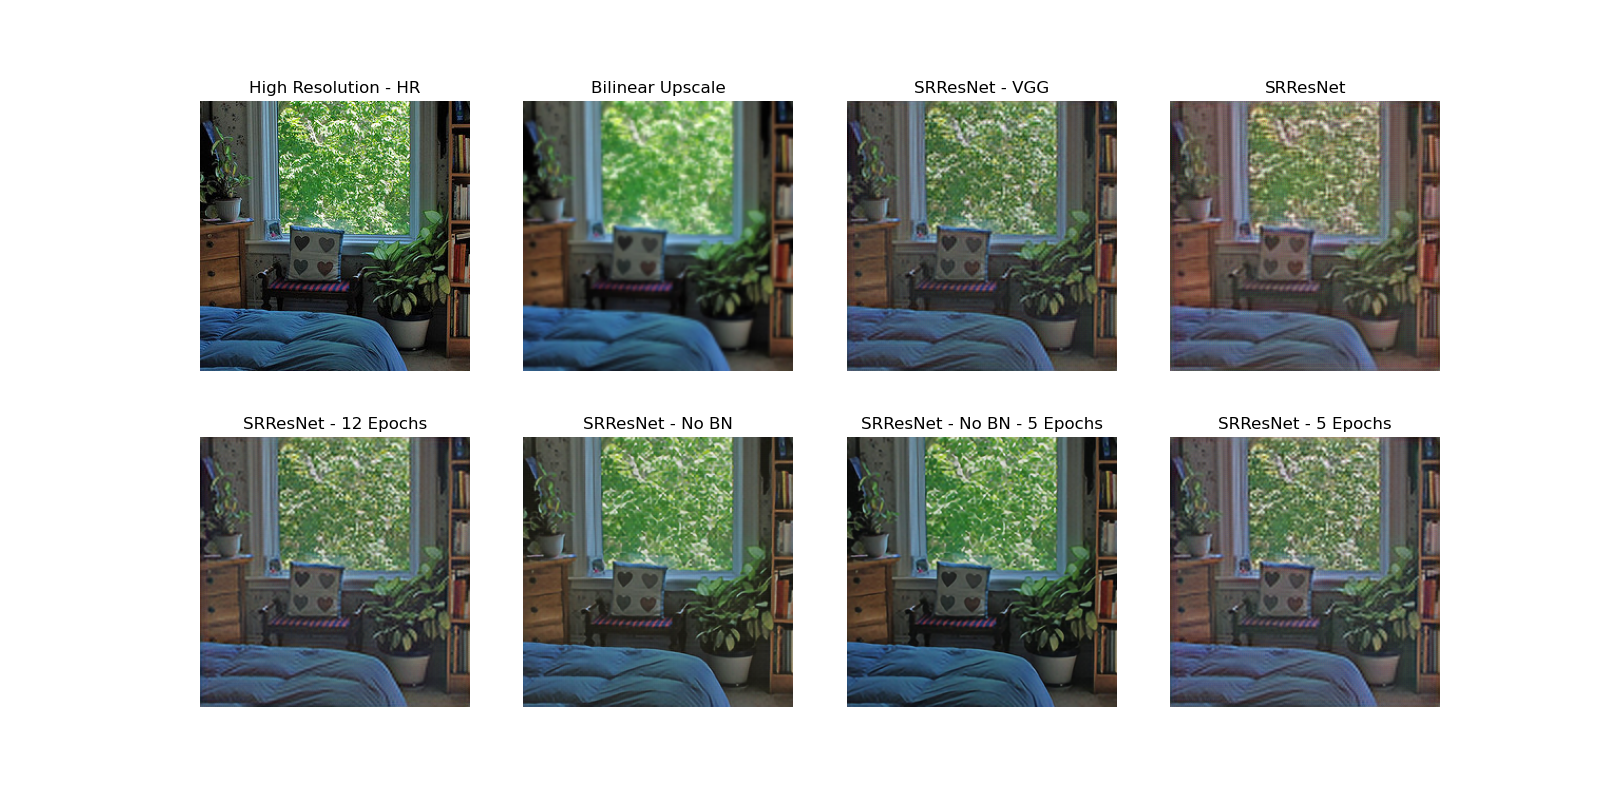 High Resolution - HR
Bilinear Upscale
SRResNet - VGG
SRResNet
SRResNet - 12 Epochs
SRResNet - No BN
SRResNet - No BN - 5 Epochs
SRResNet - 5 Epochs